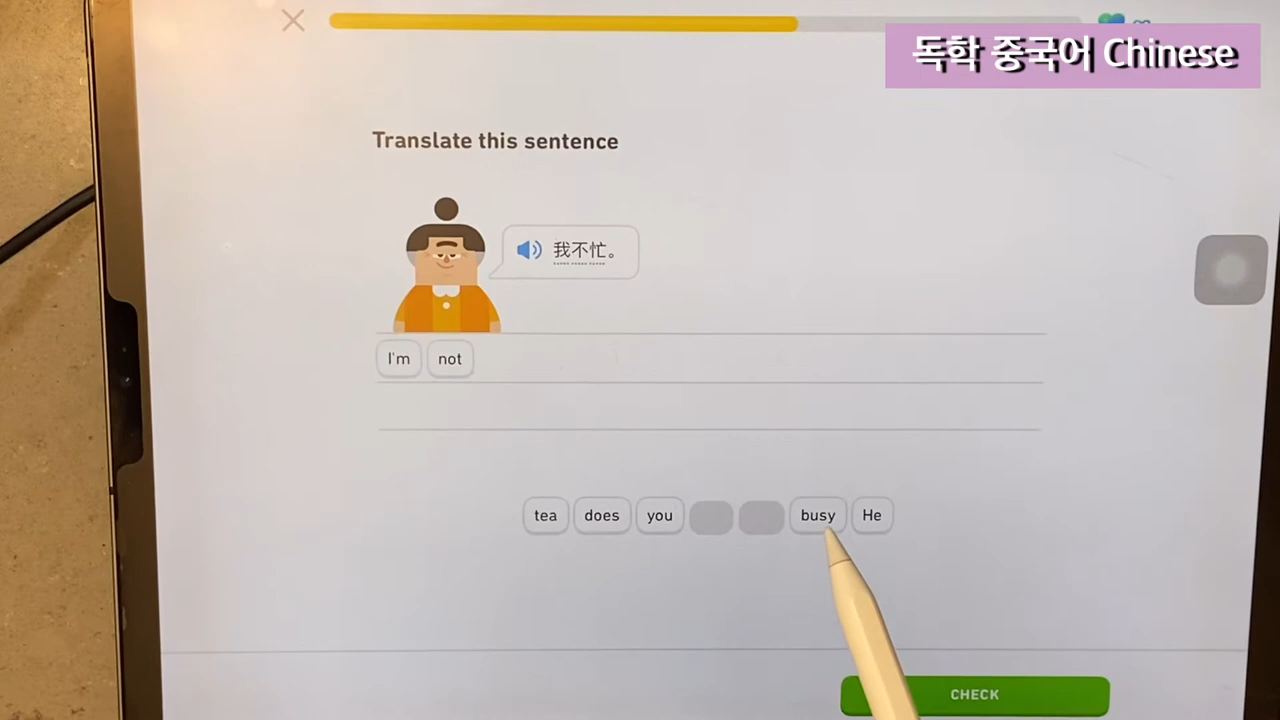 독학 중국어 Chinese
Translate this sentence
我不忙。
I'm not
tea does you busy He
CHECK